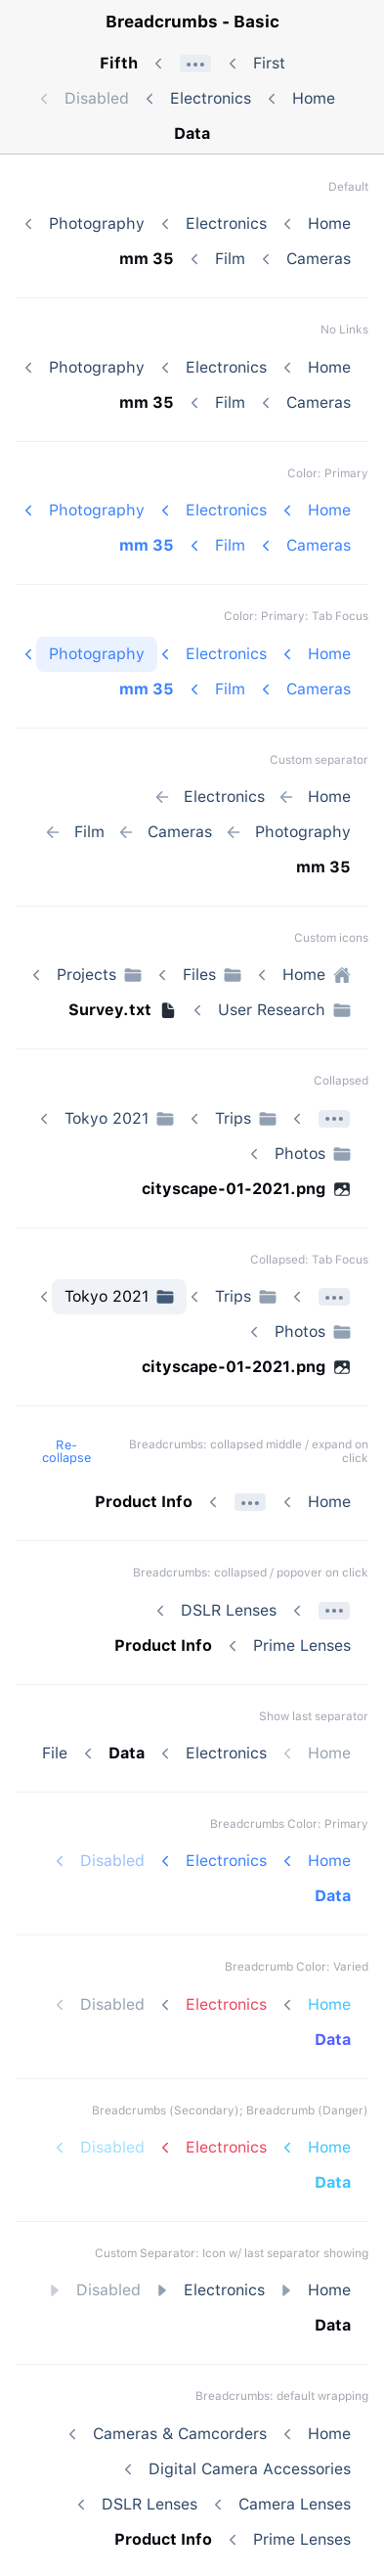 Breadcrumbs - Basic
Fifth First
Disabled Electronics Home
Data
Default
Photography Electronics Home
mm 35 Film Cameras
No Links
Photography Electronics Home
mm 35 Film Cameras
Color: Primary
Photography Electronics Home
mm 35 Film Cameras
Color: Primary: Tab Focus
Photography Electronics Home
mm 35 Film Cameras
Custom separator
Electronics Home
Film Cameras Photography
mm 35
Custom icons
Projects Files Home
Survey.txt User Research
Collapsed
Tokyo 2021 Trips
Photos
cityscape-01-2021.png
Collapsed: Tab Focus
Tokyo 2021 Trips
Photos
cityscape-01-2021.png
Re-
collapse
Breadcrumbs: collapsed middle / expand on
click
Product Info Home
Breadcrumbs: collapsed / popover on click
DSLR Lenses
Product Info Prime Lenses
Show last separator
File Data Electronics Home
Breadcrumbs Color: Primary
Disabled Electronics Home
Data
Breadcrumb Color: Varied
Disabled Electronics Home
Data
Breadcrumbs (Secondary); Breadcrumb (Danger)
Disabled Electronics Home
Data
Custom Separator: Icon w/ last separator showing
Disabled Electronics Home
Data
Breadcrumbs: default wrapping
Cameras & Camcorders Home
Digital Camera Accessories
DSLR Lenses Camera Lenses
Product Info Prime Lenses